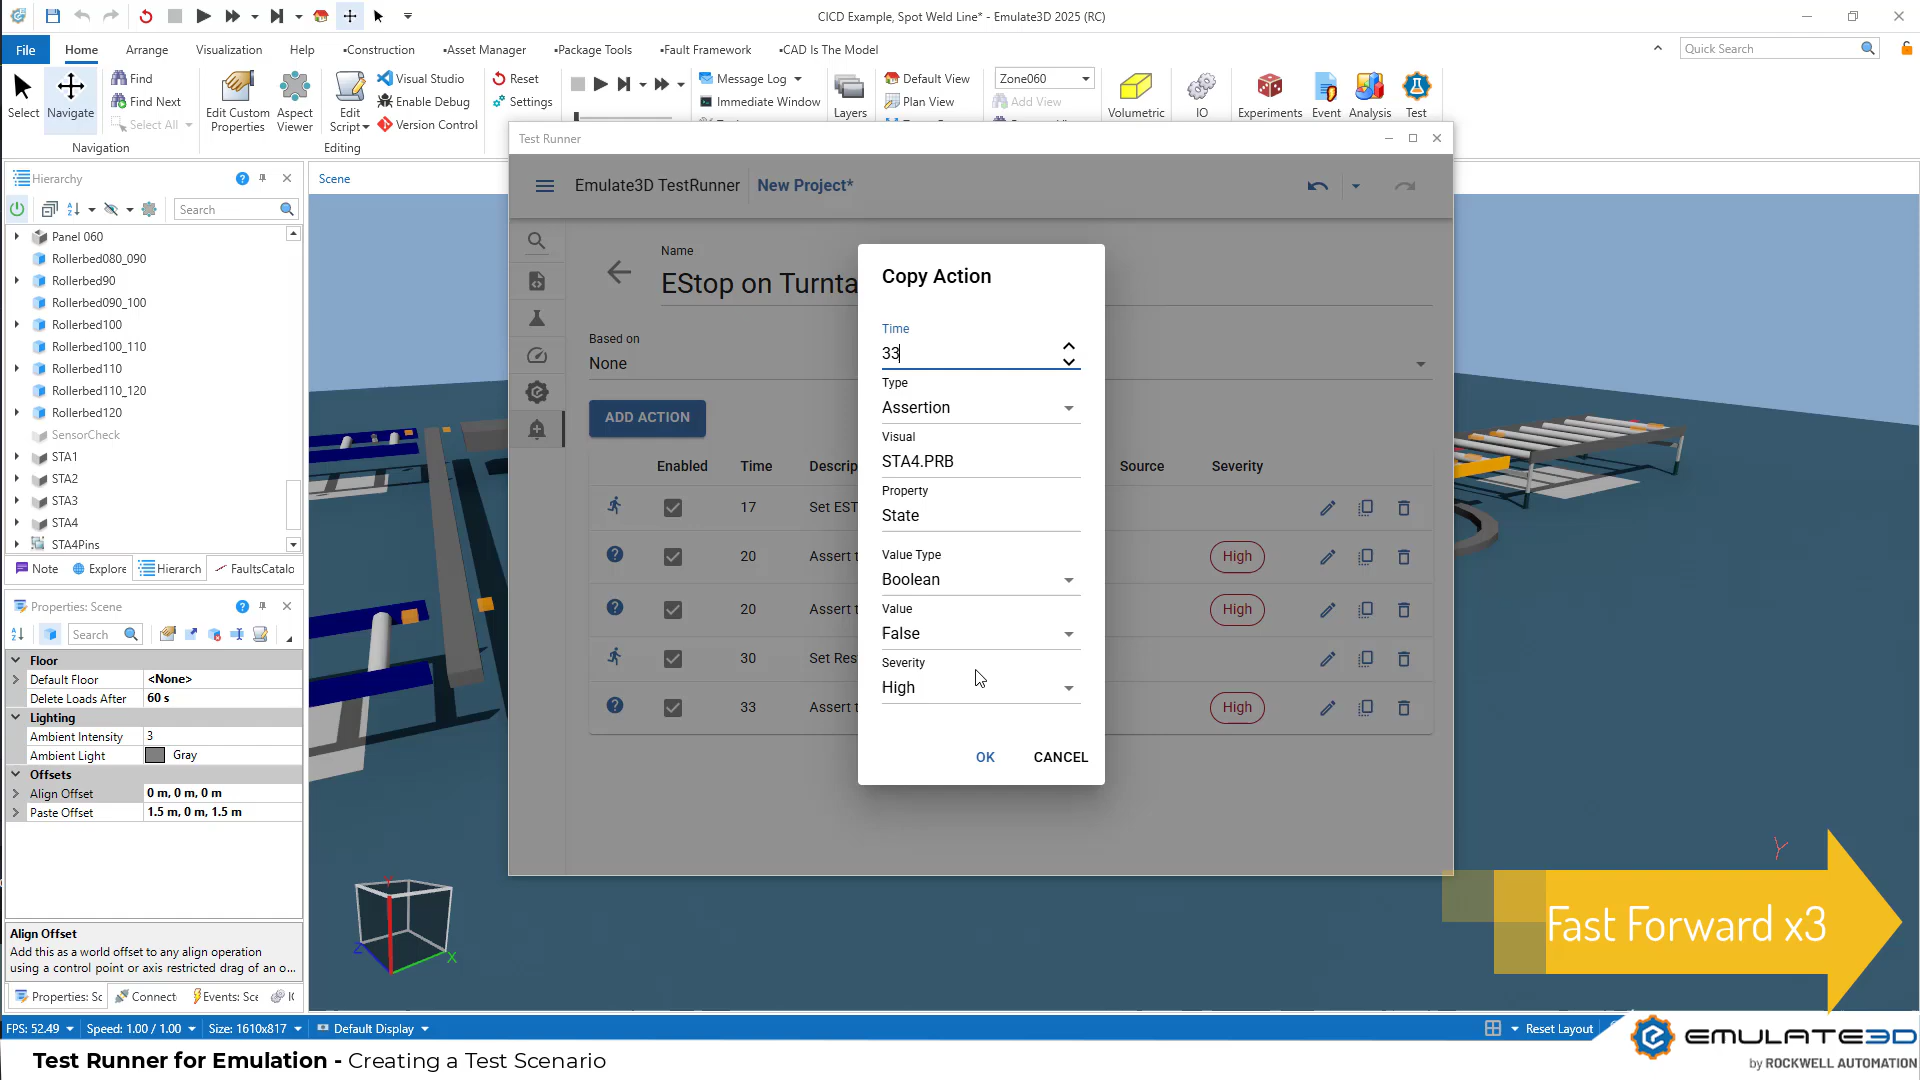 CICD Example, Spot Weld Line* - Emulate3D 2025 (RC)
File
Home
Arrange
Visualization
Help
•Construction
•Asset Manager
•Package Tools
•Fault Framework
•CAD Is The Model
Quick Search
Select
Navigate
Find
Find Next
Select All
Navigation
Edit Custom
Properties
Aspect
Viewer
Edit
Script
Visual Studio
Enable Debug
Version Control
Editing
Reset
Settings
Message Log
Immediate Window
Layers
Default View
Plan View
Zone060
Add View
Volumetric
IO
Experiments
Event
Analysis
Test
Hierarchy
Search
Panel 060
Rollerbed080_090
Rollerbed90
Rollerbed090_100
Rollerbed100
Rollerbed100_110
Rollerbed110
Rollerbed110_120
Rollerbed120
SensorCheck
STA1
STA2
STA3
STA4
STA4Pins
Note
Explore
Hierarch
FaultsCatalo
Properties: Scene
Search
Floor
Default Floor <None>
Delete Loads After 60 s
Lighting
Ambient Intensity 3
Ambient Light Gray
Offsets
Align Offset 0 m, 0 m, 0 m
Paste Offset 1.5 m, 0 m, 1.5 m
Align Offset
Add this as a world offset to any align operation
using a control point or axis restricted drag of an o...
Properties: Sc
Connect
Events: Sce
IC
Scene
Test Runner
Emulate3D TestRunner
New Project*
Name
EStop on Turnta
Based on
None
ADD ACTION
Enabled Time Descrip Source Severity
17 Set EST
20 Assert t High
20 Assert t High
30 Set Res
33 Assert t High
Copy Action
Time
33
Type
Assertion
Visual
STA4.PRB
Property
State
Value Type
Boolean
Value
False
Severity
High
OK
CANCEL
Y
Z
X
Y
Fast Forward x3
FPS: 52.49
Speed: 1.00 / 1.00
Size: 1610x817
Default Display
Reset Layout
Test Runner for Emulation - Creating a Test Scenario
EMULATE3D
by ROCKWELL AUTOMATION